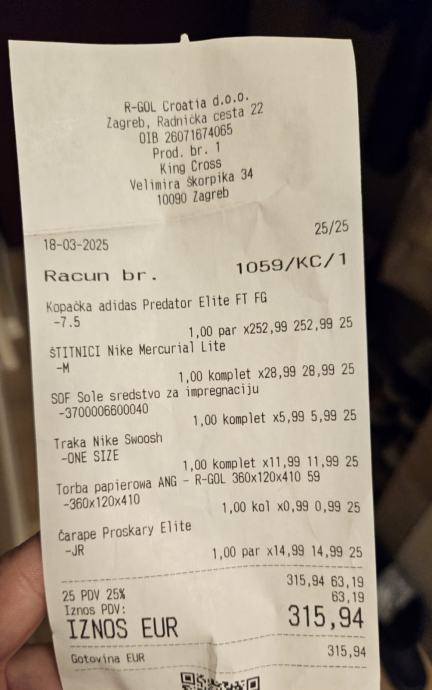 R-GOL Croatia d.o.o.
Zagreb, Radnička cesta 22
OIB 26071674065
Prod. br. 1
King Cross
Velimira Škorpika 34
10090 Zagreb
18-03-2025 25/25
Racun br. 1059/KC/1
Kopačka adidas Predator Elite FT FG
-7.5
1,00 par x252,99 252,99 25
ŠTITNICI Nike Mercurial Lite
-M
1,00 komplet x28,99 28,99 25
SOF Sole sredstvo za impregnaciju
-3700006600040
1,00 komplet x5,99 5,99 25
Traka Nike Swoosh
-ONE SIZE
1,00 komplet x11,99 11,99 25
Torba papierowa ANG - R-GOL 360x120x410 59
-360x120x410
1,00 kol x0,99 0,99 25
Čarape Proskary Elite
-JR
1,00 par x14,99 14,99 25
25 PDV 25% 315,94 63,19
Iznos PDV: 63,19
IZNOS EUR 315,94
Gotovina EUR 315,94